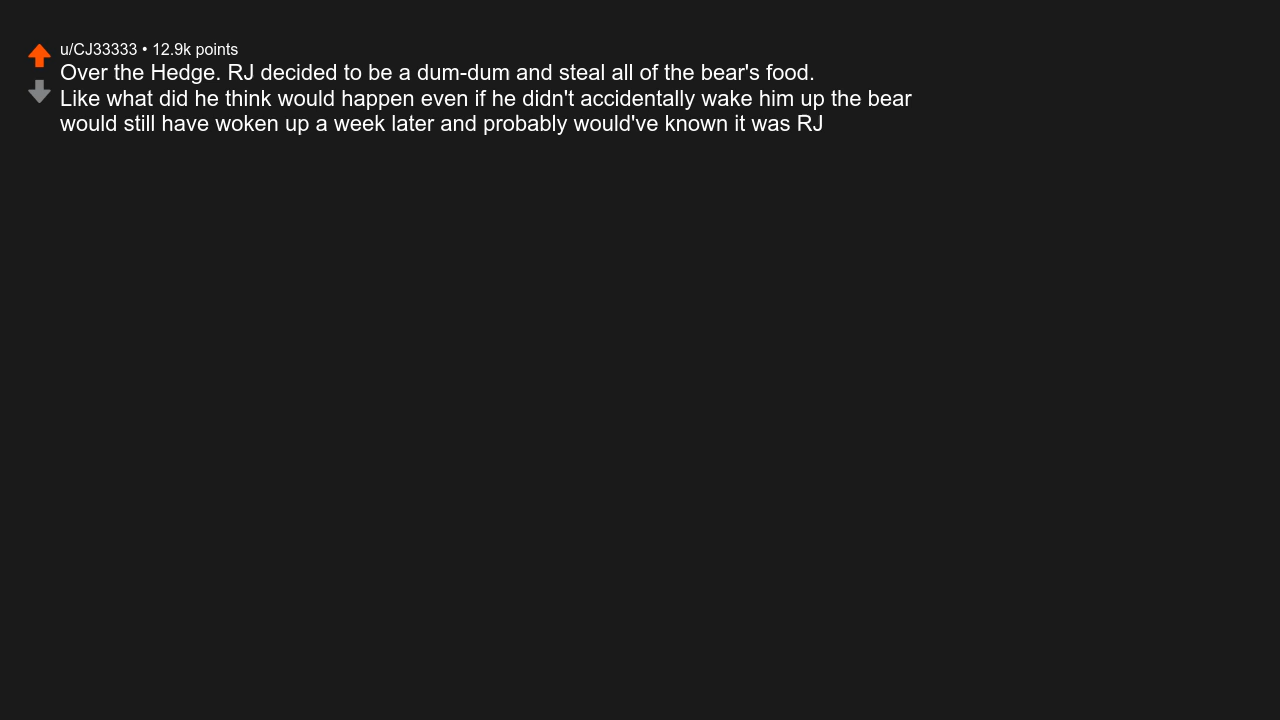 u/CJ33333 • 12.9k points
Over the Hedge. RJ decided to be a dum-dum and steal all of the bear's food.
Like what did he think would happen even if he didn't accidentally wake him up the bear
would still have woken up a week later and probably would've known it was RJ